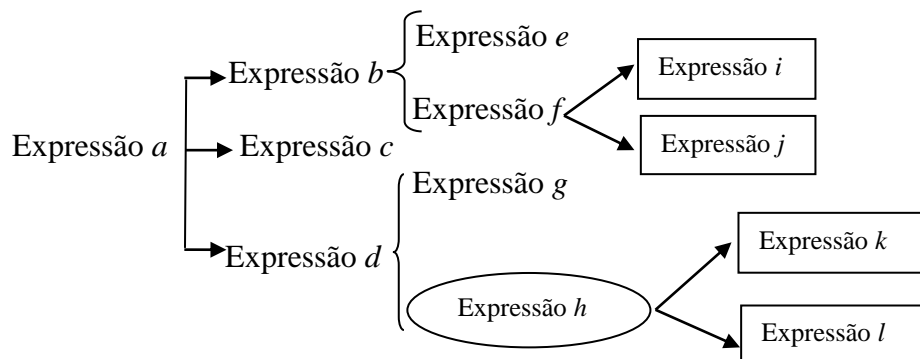 Expressão a
Expressão b
Expressão c
Expressão d
Expressão e
Expressão f
Expressão g
Expressão h
Expressão i
Expressão j
Expressão k
Expressão l